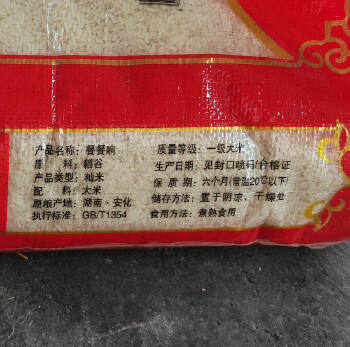 产品名称：餐餐响
原　料：稻谷
产品类型：籼米
配　料：大米
原粮产地：湖南·安化
执行标准：GB/T1354
质量等级：一级大米
生产日期：见封口喷码/合格证
保 质 期：六个月(常温20℃以下)
储存方法：置于阴凉、干燥处
食用方法：煮熟食用